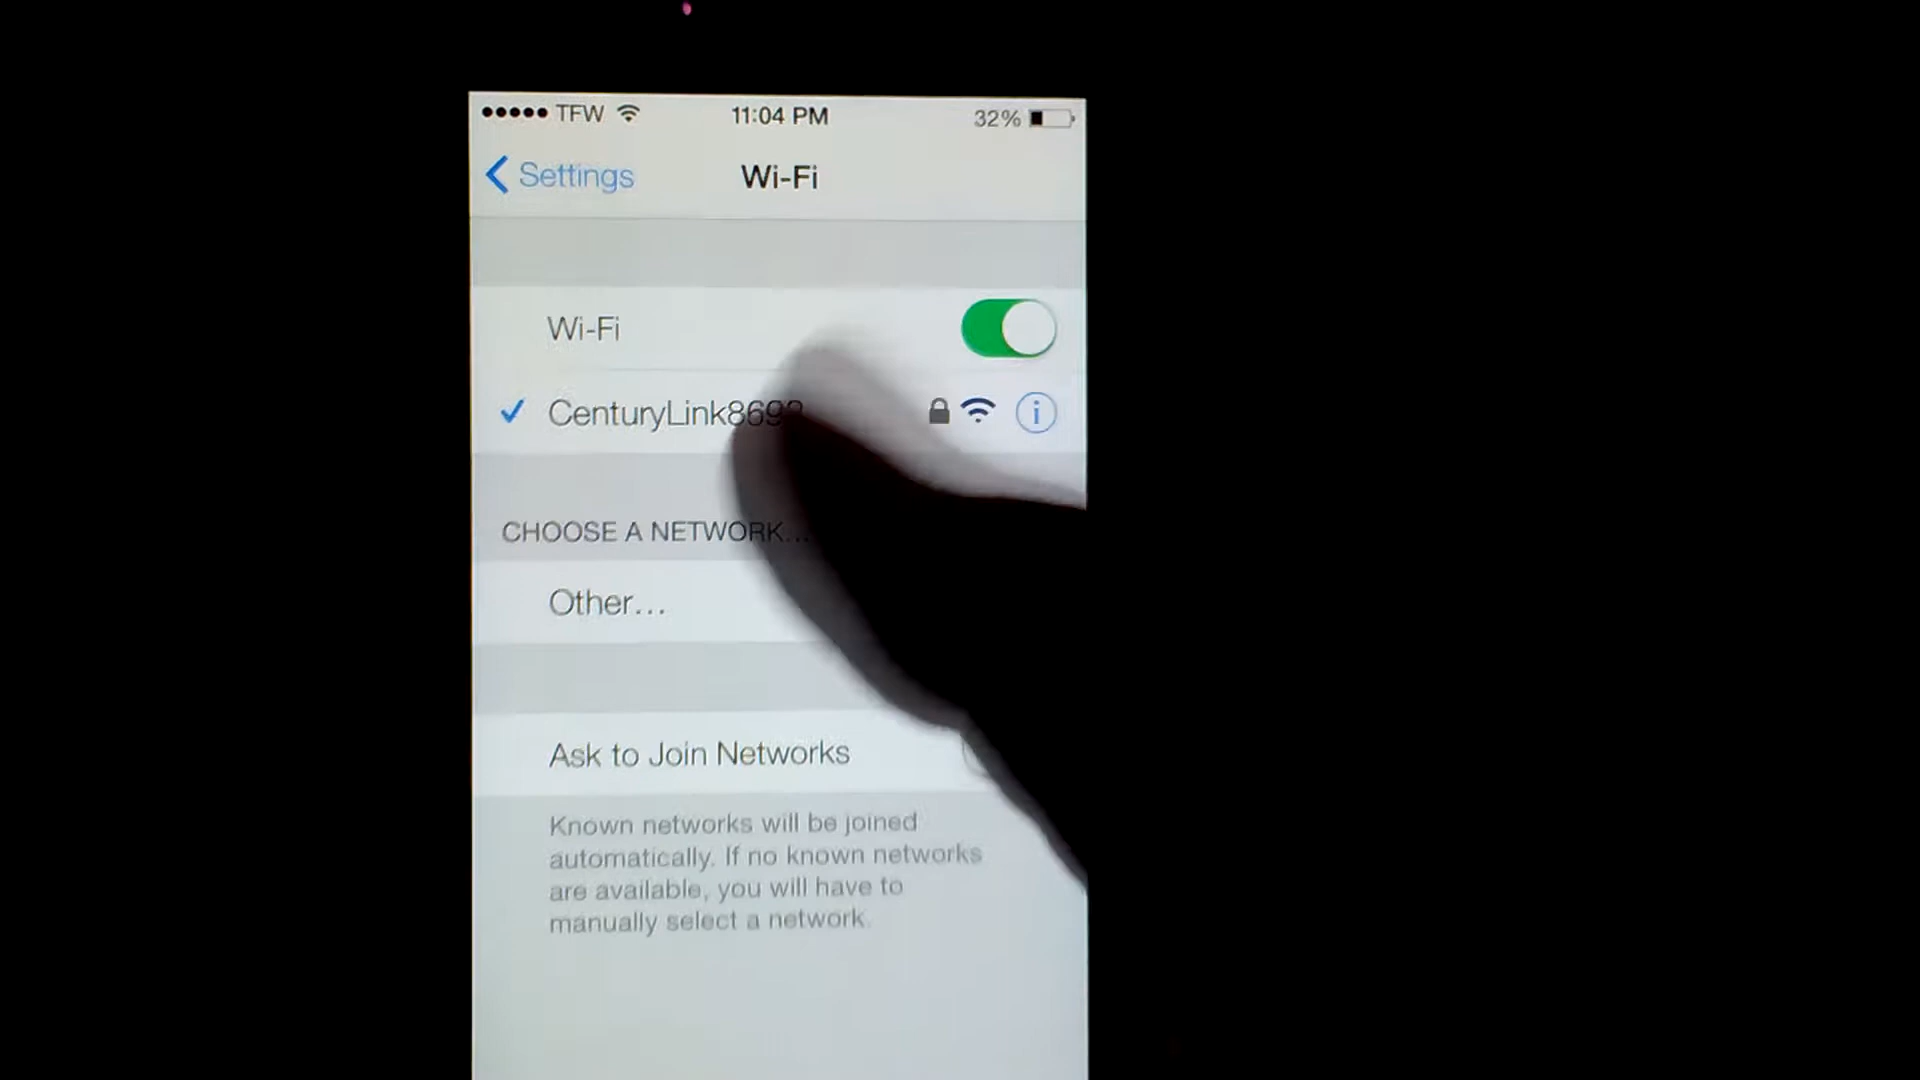 ●●●●● TFW 11:04 PM 32%
Settings Wi-Fi
Wi-Fi
CHOOSE A NETWORK...
Other...
Ask to Join Networks
Known networks will be joined
automatically. If no known networks
are available, you will have to
manually select a network.